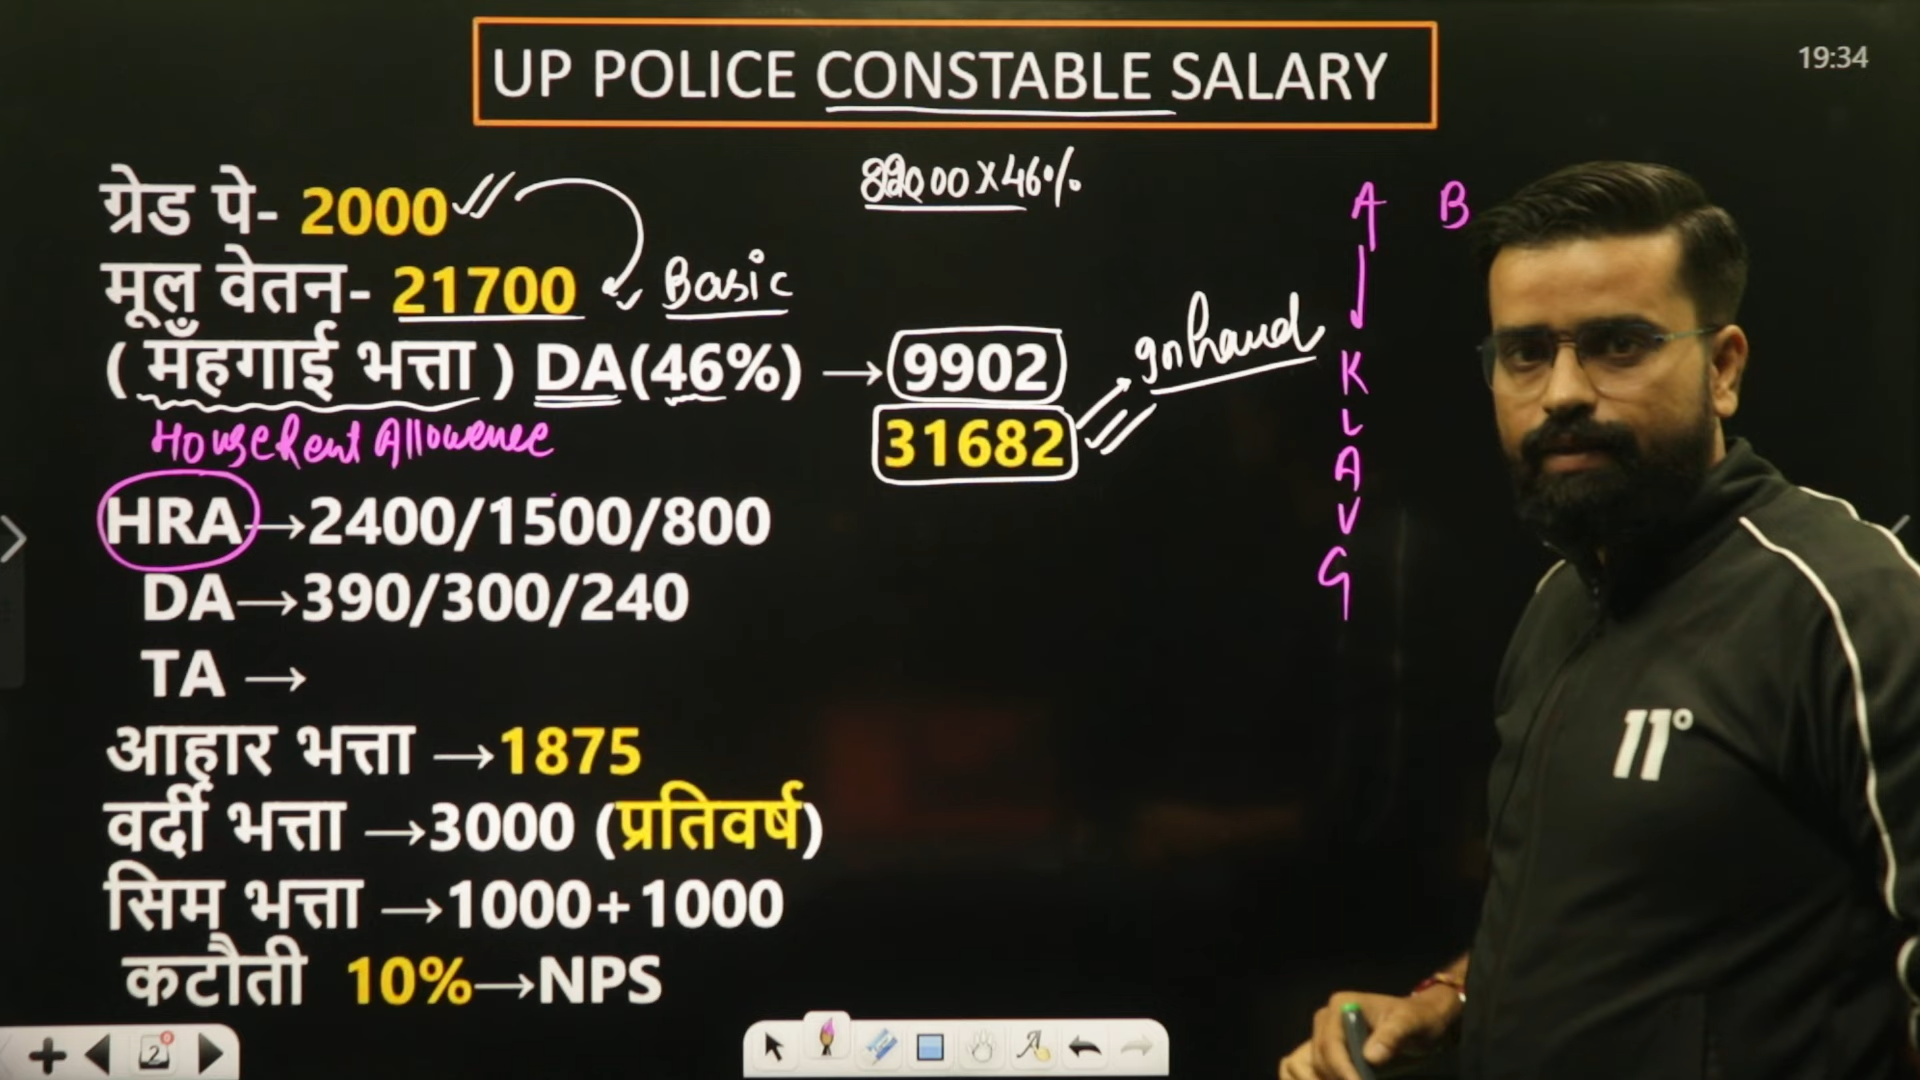 UP POLICE CONSTABLE SALARY
19:34
ग्रेड पे- 2000
मूल वेतन- 21700 Basic
( मँहगाई भत्ता ) DA(46%) →9902
31682
Inhand
House Rent Allowence
HRA→2400/1500/800
DA→390/300/240
TA →
आहार भत्ता →1875
वर्दी भत्ता →3000 (प्रतिवर्ष)
सिम भत्ता →1000+1000
कटौती 10%→NPS
A B
K
L
A
V
G
11°
2